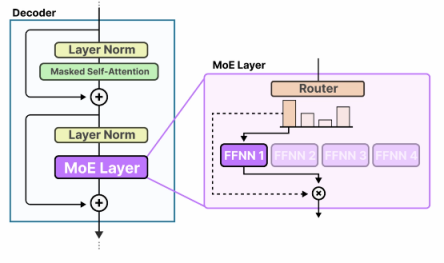 Decoder
Layer Norm
Masked Self-Attention
+
Layer Norm
MoE Layer
+
MoE Layer
Router
FFNN 1 FFNN 2 FFNN 3 FFNN 4
×